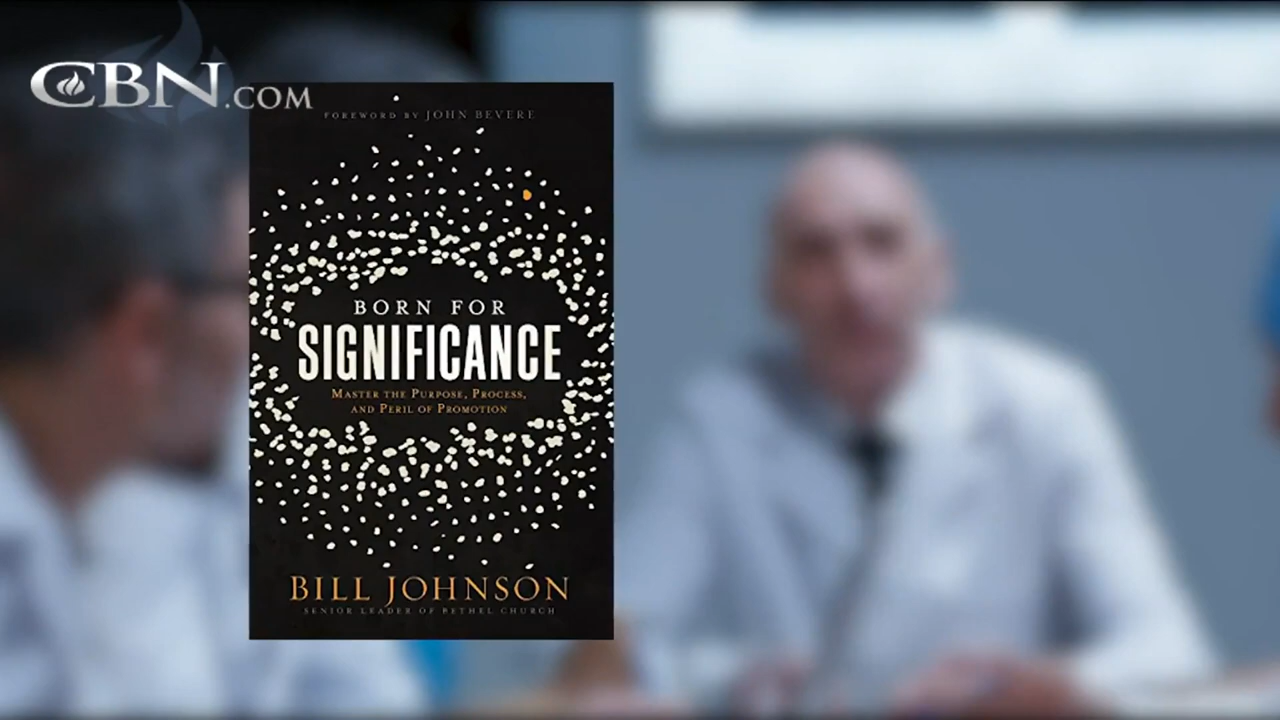 CBN.COM
FOREWORD BY JOHN BEVERE
BORN FOR
SIGNIFICANCE
MASTER THE PURPOSE, PROCESS,
AND PERIL OF PROMOTION
BILL JOHNSON
SENIOR LEADER OF BETHEL CHURCH